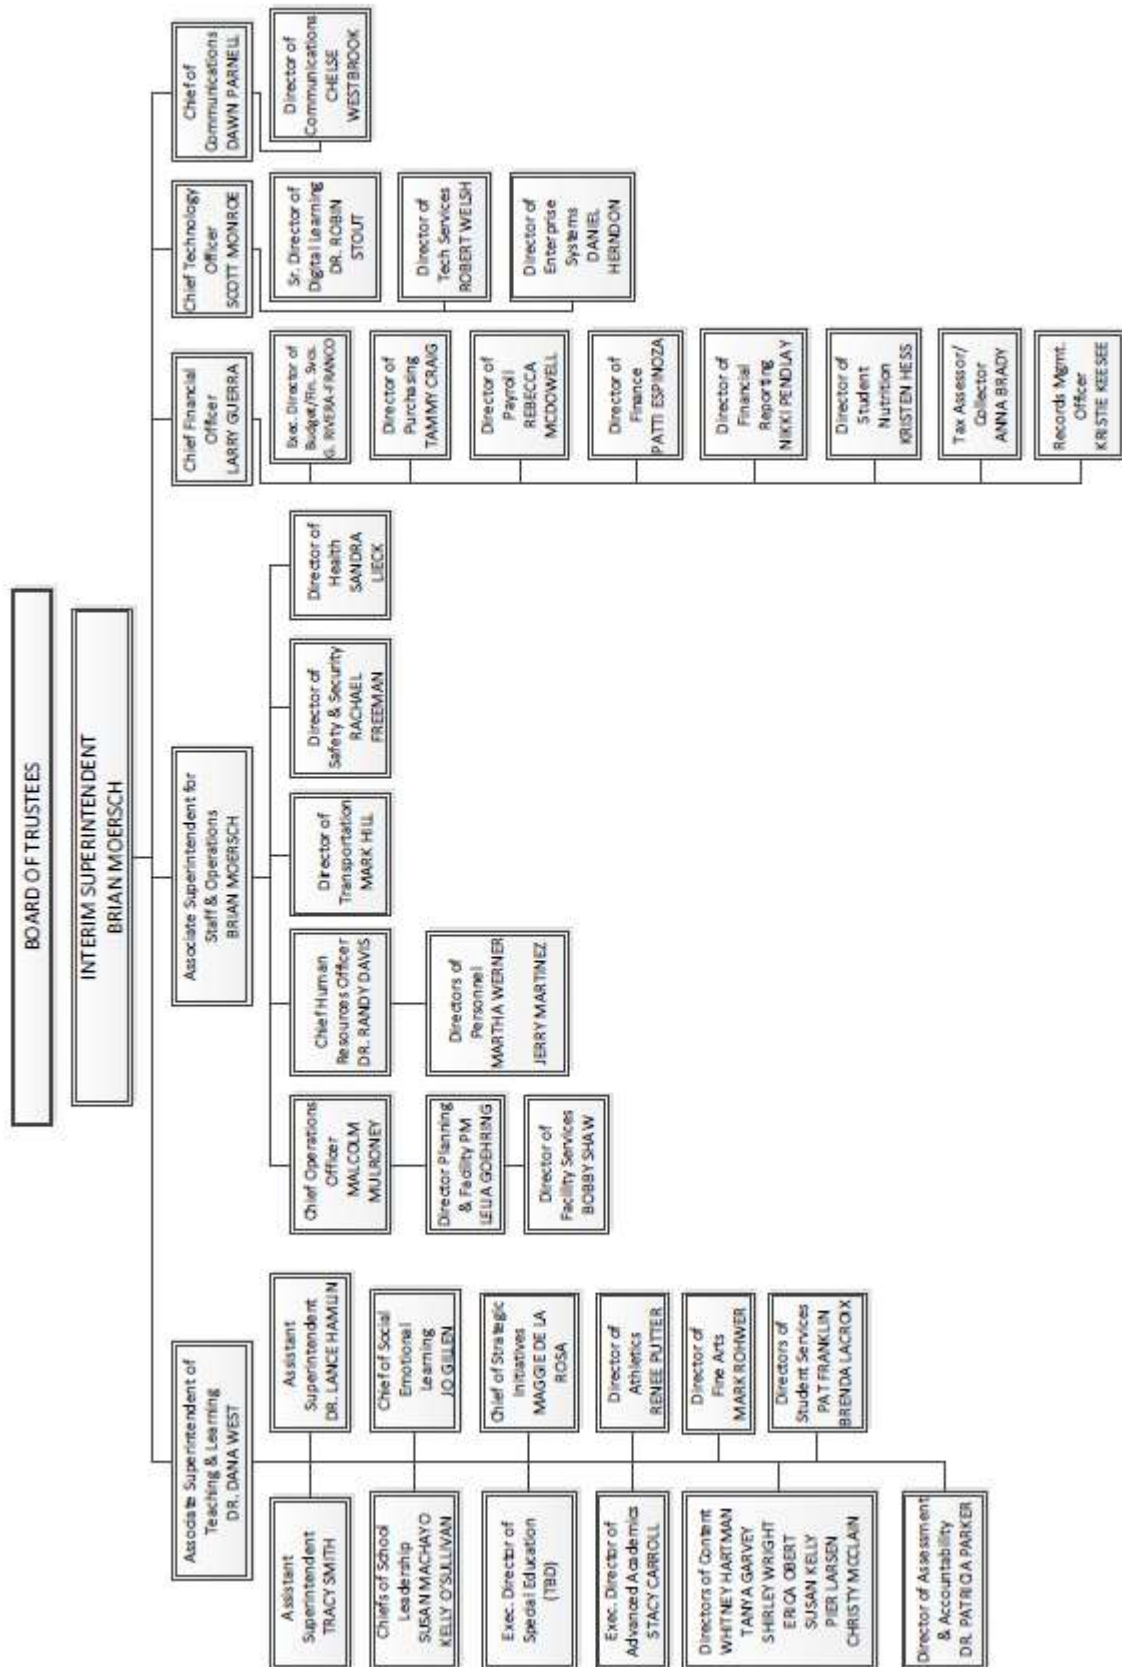 BOARD OF TRUSTEES
INTERIM SUPERINTENDENT
BRIAN MOERSCH
Associate Superintendent of
Teaching & Learning
DR. DANA WEST
Assistant
Superintendent
TRACY SMITH
Assistant
Superintendent
DR. LANCE HAMLIN
Chiefs of School
Leadership
SUSAN MACHAYO
KELLY O'SULLIVAN
Chief of Social
Emotional
Learning
JO GILLEN
Exec. Director of
Special Education
(TBD)
Chief of Strategic
Initiatives
MAGGIE DE LA
ROSA
Exec. Director of
Advanced Academics
STACY CARROLL
Director of
Athletics
RENEE PUTTER
Directors of Content
WHITNEY HARTMAN
TANYA GARVEY
SHIRLEY WRIGHT
ERICA OBERT
SUSAN KELLY
PIER LARSEN
CHRISTY MCCLAIN
Director of
Fine Arts
MARK ROHWER
Directors of
Student Services
PAT FRANKLIN
BRENDA LACROIX
Director of Assessment
& Accountability
DR. PATRICIA PARKER
Associate Superintendent for
Staff & Operations
BRIAN MOERSCH
Chief Operations
Officer
MALCOLM
MULRONEY
Director Planning
& Facility PM
LELIA GOEHRING
Director of
Facility Services
BOBBY SHAW
Chief Human
Resources Officer
DR. RANDY DAVIS
Directors of
Personnel
MARTHA WERNER
JERRY MARTINEZ
Director of
Transportation
MARK HILL
Director of
Safety & Security
RACHAEL
FREEMAN
Director of
Health
SANDRA
LIECK
Chief Financial
Officer
LARRY GUERRA
Exec. Director of
Budget/Fin. Svcs.
G. RIVERA-FRANCO
Director of
Purchasing
TAMMY CRAIG
Director of
Payroll
REBECCA
MCDOWELL
Director of
Finance
PATTI ESPINOZA
Director of
Financial
Reporting
NIKKI PENDLAY
Director of
Student
Nutrition
KRISTEN HESS
Tax Assessor/
Collector
ANNA BRADY
Records Mgmt.
Officer
KRISTIE KEESEE
Chief Technology
Officer
SCOTT MONROE
Sr. Director of
Digital Learning
DR. ROBIN
STOUT
Director of
Tech Services
ROBERT WELSH
Director of
Enterprise
Systems
DANIEL
HERNDON
Chief of
Communications
DAWN PARNELL
Director of
Communications
CHELSE
WESTBROOK